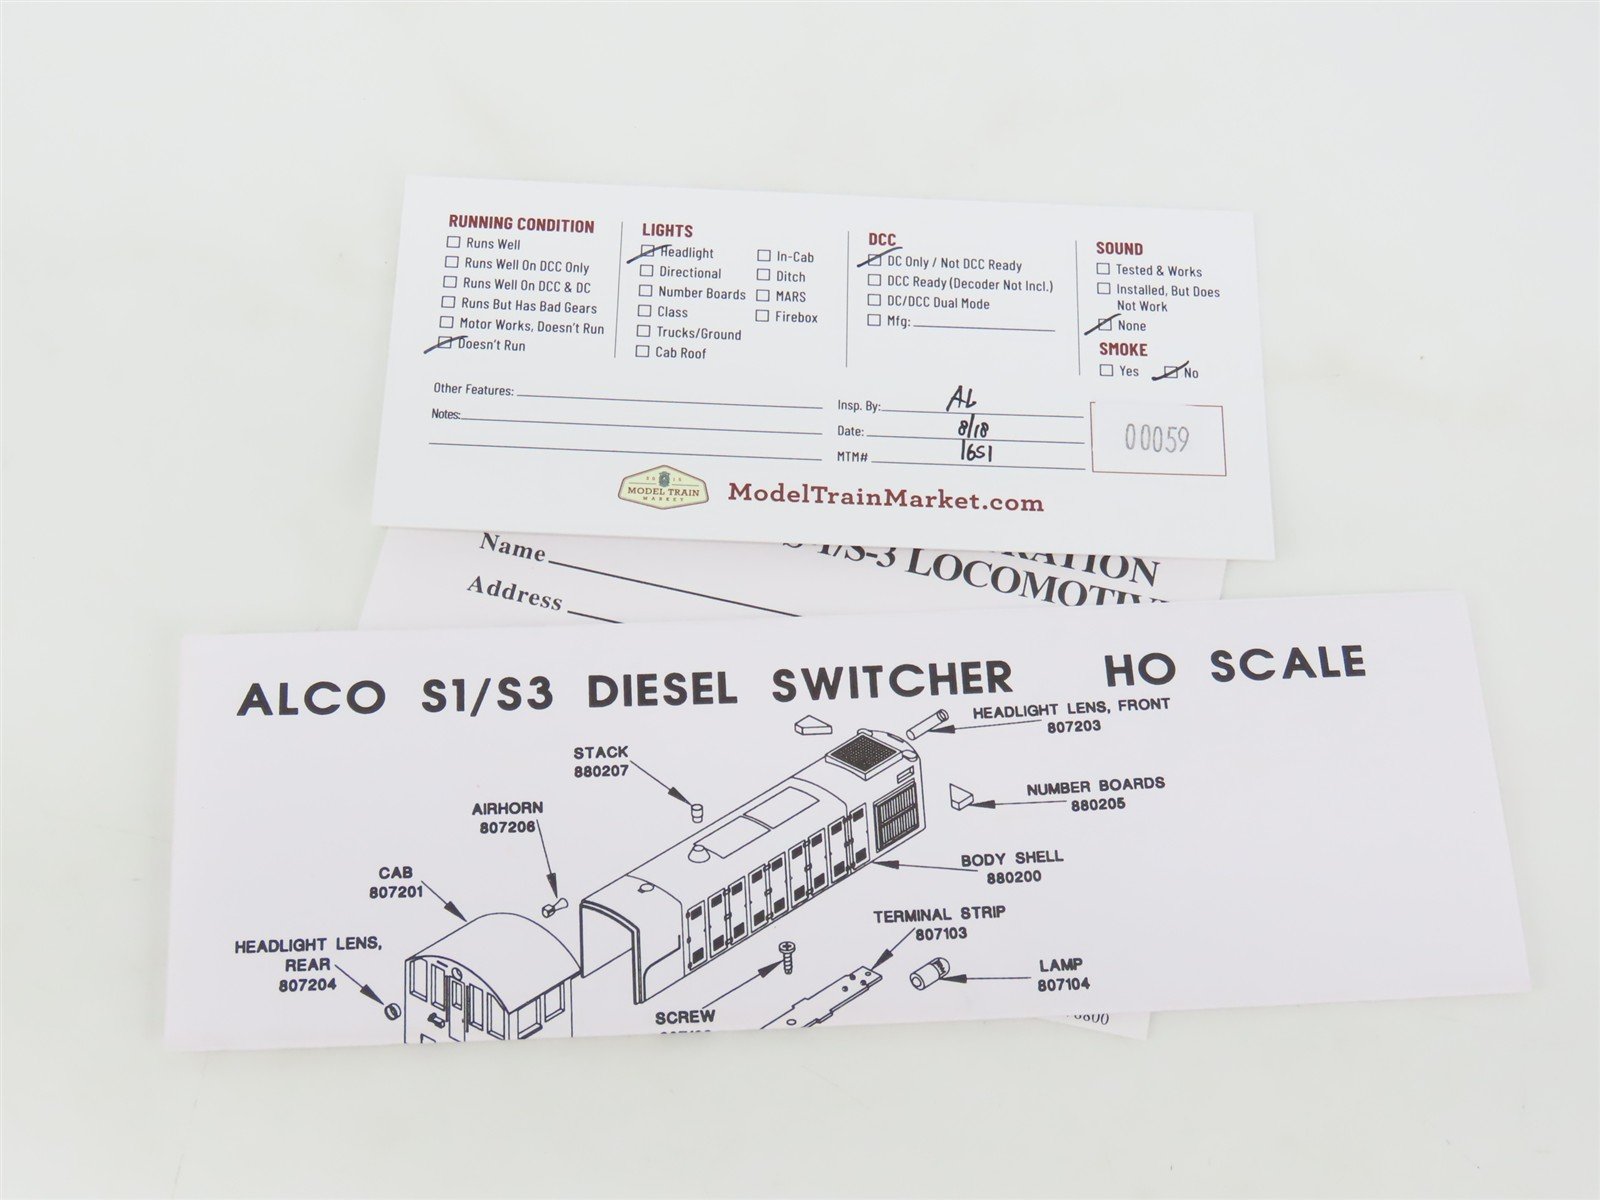 RUNNING CONDITION
Runs Well
Runs Well On DCC Only
Runs Well On DCC & DC
Runs But Has Bad Gears
Motor Works, Doesn't Run
Doesn't Run
LIGHTS
Headlight
Directional
Number Boards
Class
Trucks/Ground
Cab Roof
In-Cab
Ditch
MARS
Firebox
DCC
DC Only / Not DCC Ready
DCC Ready (Decoder Not Incl.)
DC/DCC Dual Mode
Mfg:
SOUND
Tested & Works
Installed, But Does
Not Work
None
SMOKE
Yes No
Other Features:
Notes:
Insp. By: AL
Date: 8/18
MTM# 1651
00059
MODEL TRAIN
MARKET
ModelTrainMarket.com
Name
Address
S-1/S-3 LOCOMOTIV
ALCO S1/S3 DIESEL SWITCHER HO SCALE
HEADLIGHT LENS, FRONT
807203
STACK
880207
NUMBER BOARDS
880205
AIRHORN
807206
BODY SHELL
880200
CAB
807201
TERMINAL STRIP
807103
HEADLIGHT LENS,
REAR
807204
LAMP
807104
SCREW